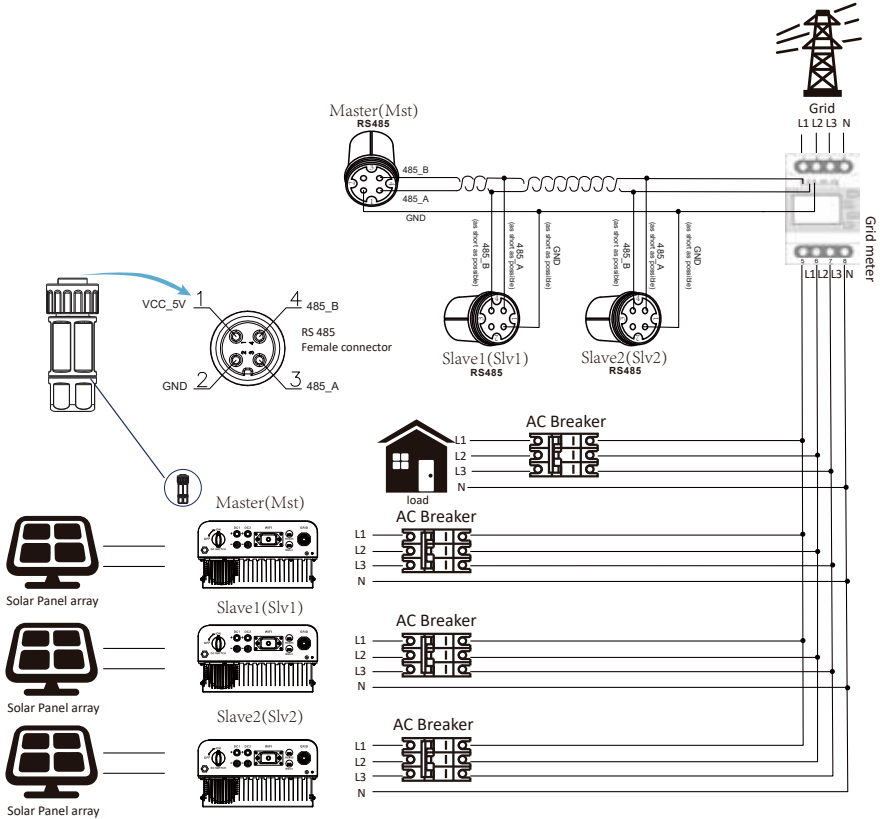 Grid
L1 L2 L3 N
Master(Mst)
RS485
485_B
485_A
GND
Grid meter
5 6 7 8
L1 L2 L3 N
485_B
(as short as possible)
485_A
(as short as possible)
GND
(as short as possible)
485_B
(as short as possible)
485_A
(as short as possible)
GND
(as short as possible)
Slave1(Slv1)
RS485
Slave2(Slv2)
RS485
VCC_5V
1
4
485_B
RS 485
Female connector
GND
2
3
485_A
AC Breaker
L1
L2
L3
N
load
Master(Mst)
AC Breaker
L1
L2
L3
N
Solar Panel array
Slave1(Slv1)
AC Breaker
L1
L2
L3
N
Solar Panel array
Slave2(Slv2)
AC Breaker
L1
L2
L3
N
Solar Panel array